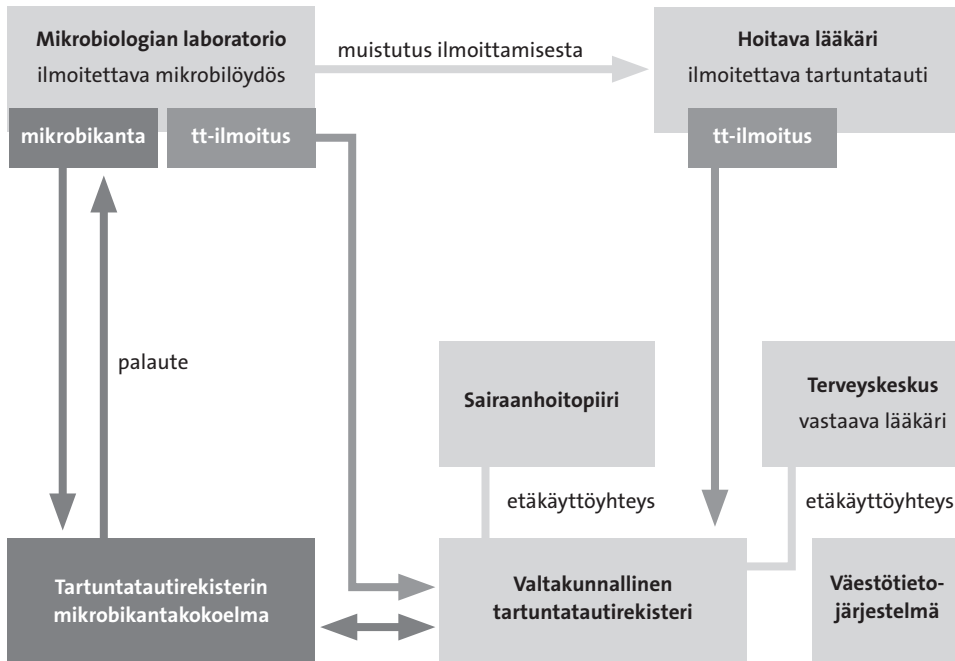 Mikrobiologian laboratorio
ilmoitettava mikrobilöydös
muistutus ilmoittamisesta
Hoitava lääkäri
ilmoitettava tartuntatauti
mikrobikanta
tt-ilmoitus
tt-ilmoitus
palaute
Sairaanhoitopiiri
Terveyskeskus
vastaava lääkäri
etäkäyttöyhteys
etäkäyttöyhteys
Tartuntatautirekisterin
mikrobikantakokoelma
Valtakunnallinen
tartuntatautirekisteri
Väestötieto-
järjestelmä